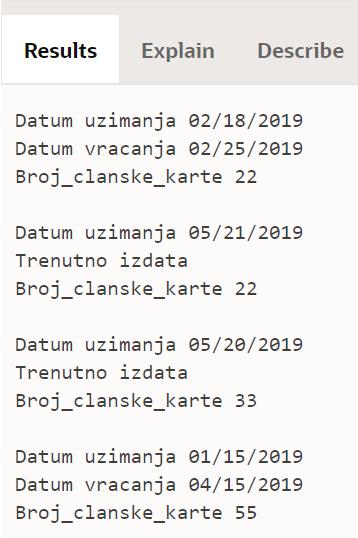 Results Explain Describe
Datum uzimanja 02/18/2019
Datum vracanja 02/25/2019
Broj_clanske_karte 22
Datum uzimanja 05/21/2019
Trenutno izdata
Broj_clanske_karte 22
Datum uzimanja 05/20/2019
Trenutno izdata
Broj_clanske_karte 33
Datum uzimanja 01/15/2019
Datum vracanja 04/15/2019
Broj_clanske_karte 55